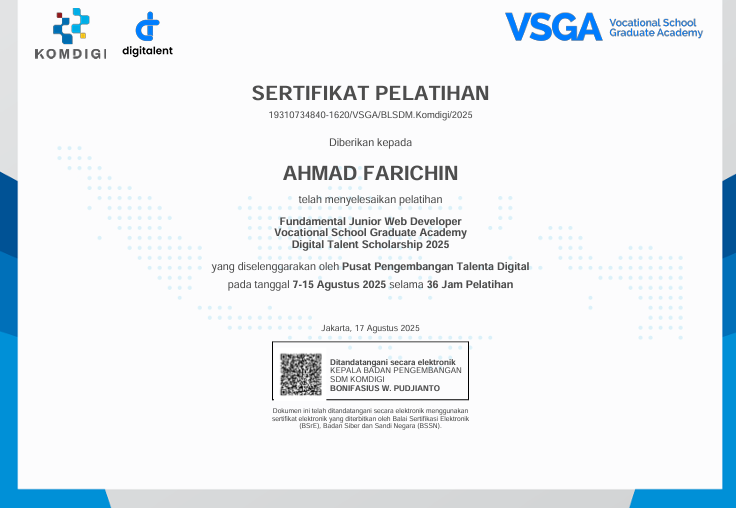 KOMDIGI
digitalent
VSGA
Vocational School
Graduate Academy
SERTIFIKAT PELATIHAN
19310734840-1620/VSGA/BLSDM.Komdigi/2025
Diberikan kepada
AHMAD FARICHIN
telah menyelesaikan pelatihan
Fundamental Junior Web Developer
Vocational School Graduate Academy
Digital Talent Scholarship 2025
yang diselenggarakan oleh Pusat Pengembangan Talenta Digital
pada tanggal 7-15 Agustus 2025 selama 36 Jam Pelatihan
Jakarta, 17 Agustus 2025
Ditandatangani secara elektronik
KEPALA BADAN PENGEMBANGAN
SDM KOMDIGI
BONIFASIUS W. PUDJIANTO
Dokumen ini telah ditandatangani secara elektronik menggunakan
sertifikat elektronik yang diterbitkan oleh Balai Sertifikasi Elektronik
(BSrE), Badan Siber dan Sandi Negara (BSSN).